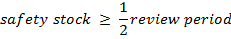 safety stock ≥ 1/2 review period